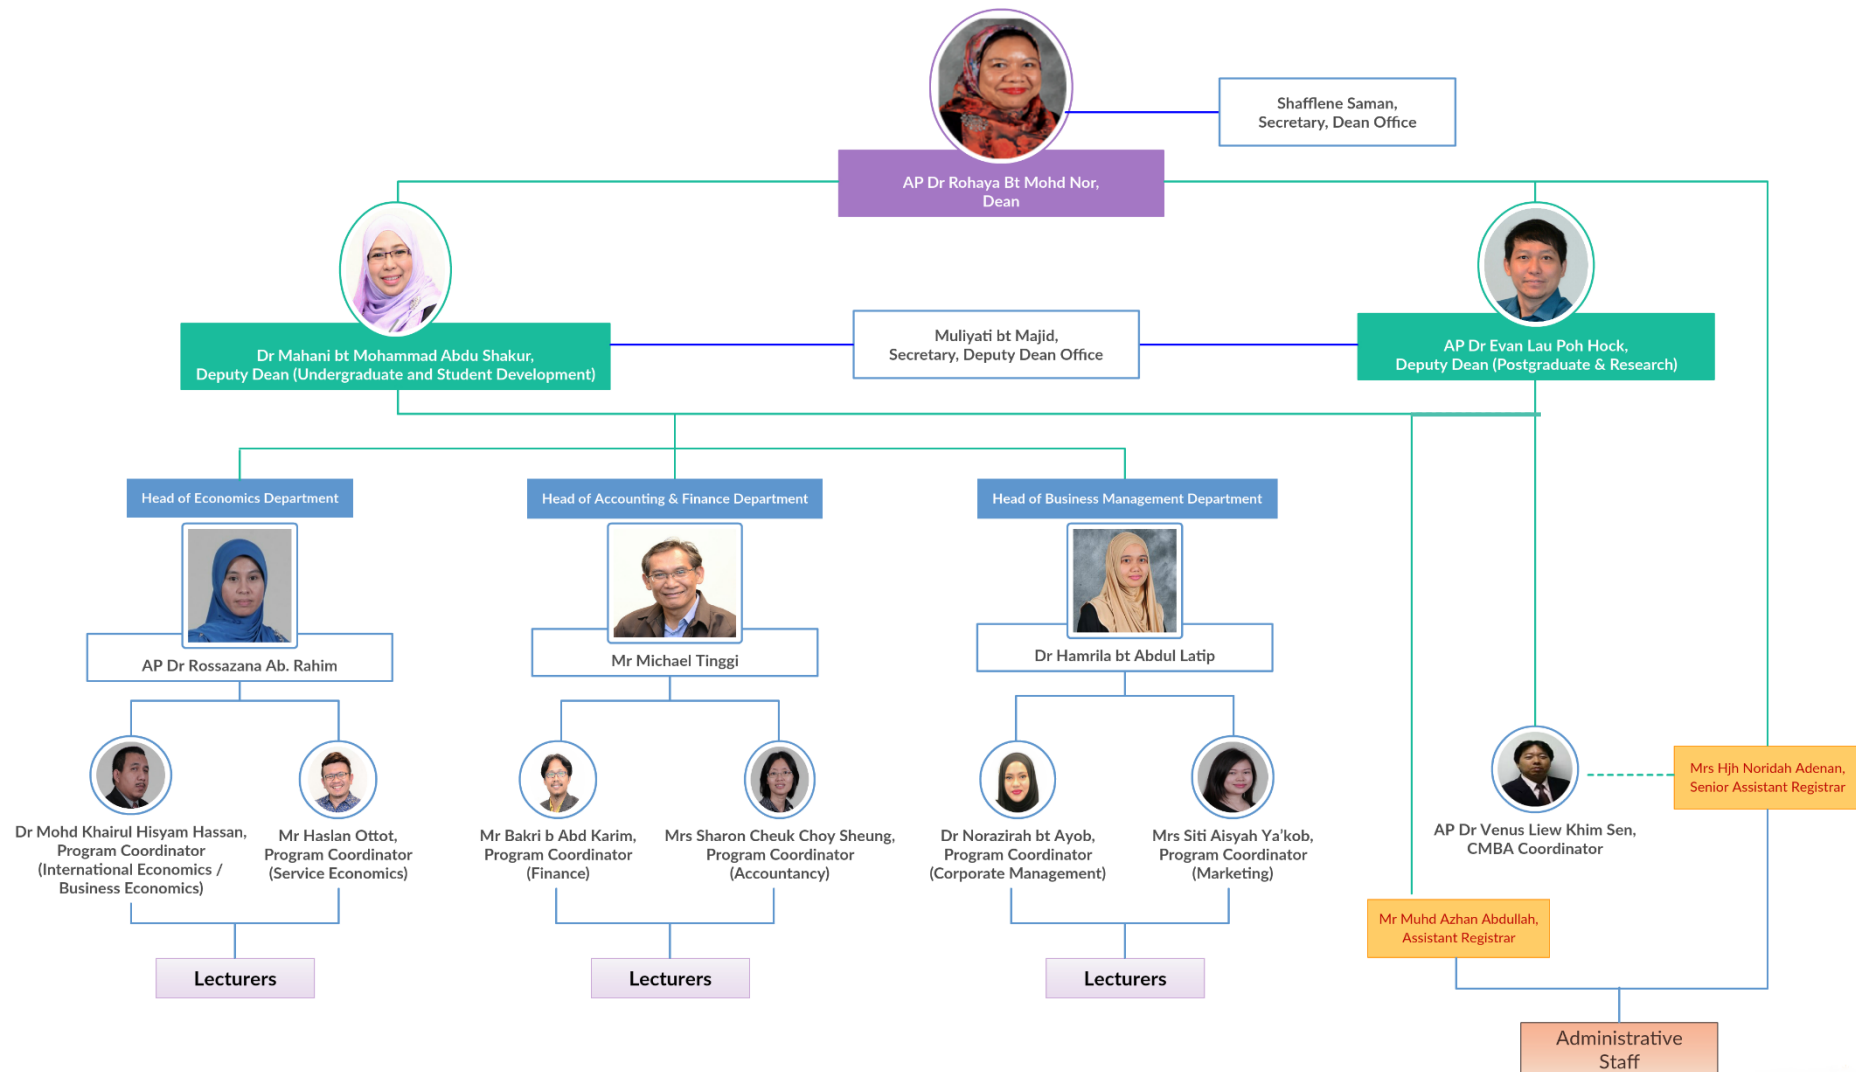 Shafflene Saman,
Secretary, Dean Office
AP Dr Rohaya Bt Mohd Nor,
Dean
Dr Mahani bt Mohammad Abdu Shakur,
Deputy Dean (Undergraduate and Student Development)
Muliyati bt Majid,
Secretary, Deputy Dean Office
AP Dr Evan Lau Poh Hock,
Deputy Dean (Postgraduate & Research)
Head of Economics Department
Head of Accounting & Finance Department
Head of Business Management Department
AP Dr Rossazana Ab. Rahim
Mr Michael Tinggi
Dr Hamrila bt Abdul Latip
Dr Mohd Khairul Hisyam Hassan,
Program Coordinator
(International Economics /
Business Economics)
Mr Haslan Ottot,
Program Coordinator
(Service Economics)
Mr Bakri b Abd Karim,
Program Coordinator
(Finance)
Mrs Sharon Cheuk Choy Sheung,
Program Coordinator
(Accountancy)
Dr Norazirah bt Ayob,
Program Coordinator
(Corporate Management)
Mrs Siti Aisyah Ya'kob,
Program Coordinator
(Marketing)
AP Dr Venus Liew Khim Sen,
CMBA Coordinator
Mrs Hjh Noridah Adenan,
Senior Assistant Registrar
Mr Muhd Azhan Abdullah,
Assistant Registrar
Lecturers
Lecturers
Lecturers
Administrative
Staff